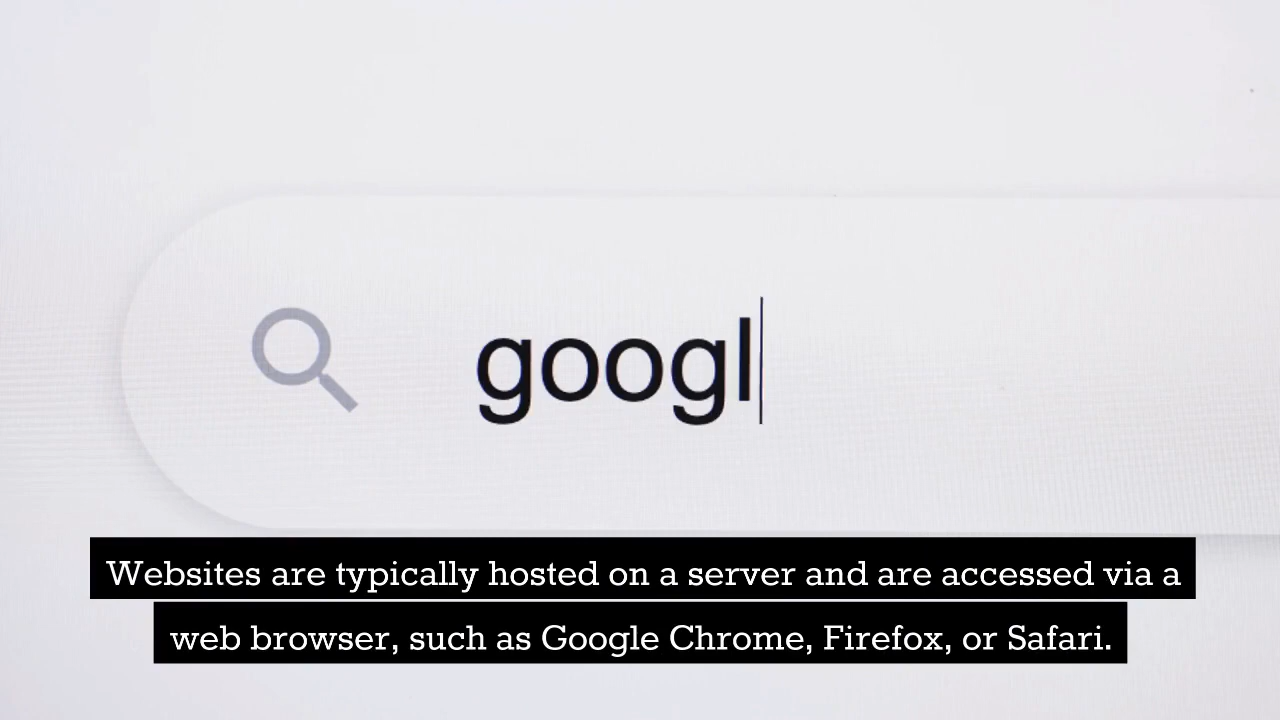 googl
Websites are typically hosted on a server and are accessed via a
web browser, such as Google Chrome, Firefox, or Safari.